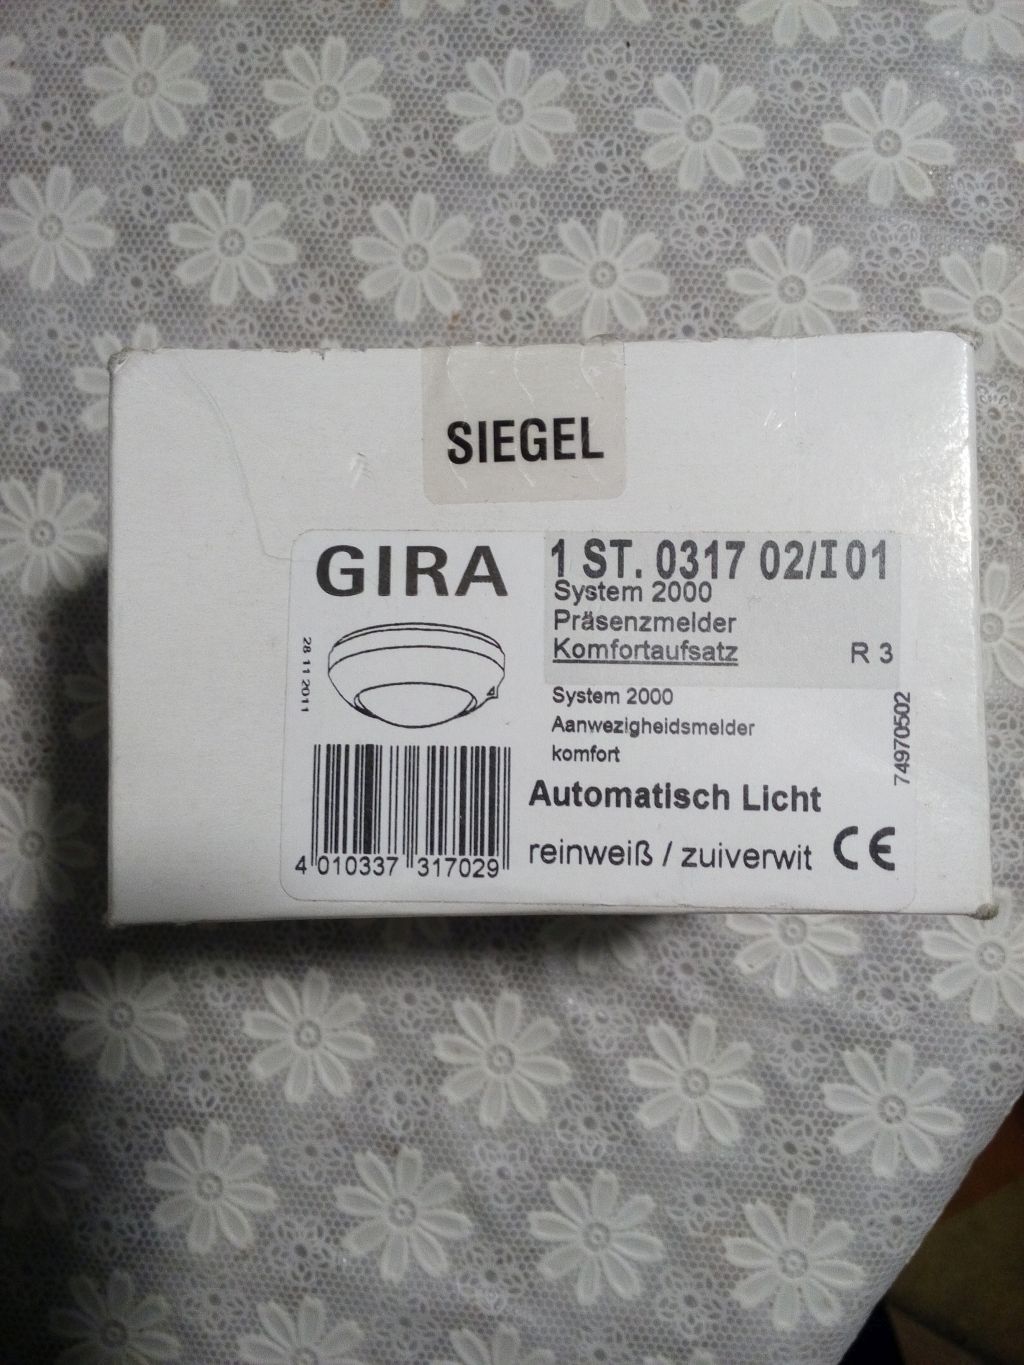 SIEGEL
GIRA
1 ST. 0317 02/I01
System 2000
Präsenzmelder
Komfortaufsatz R 3
28 11 2011
System 2000
Aanwezigheidsmelder
komfort
74970502
Automatisch Licht
reinweiß / zuiverwit CE
4 010337 317029